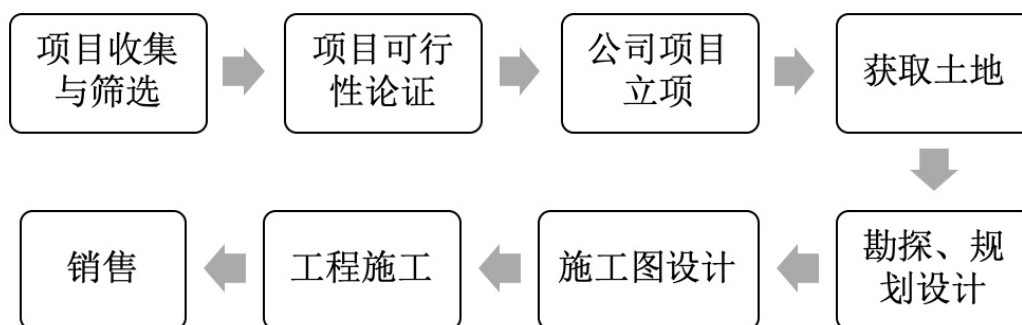 项目收集
与筛选
项目可行
性论证
公司项目
立项
获取土地
勘探、规
划设计
施工图设计
工程施工
销售